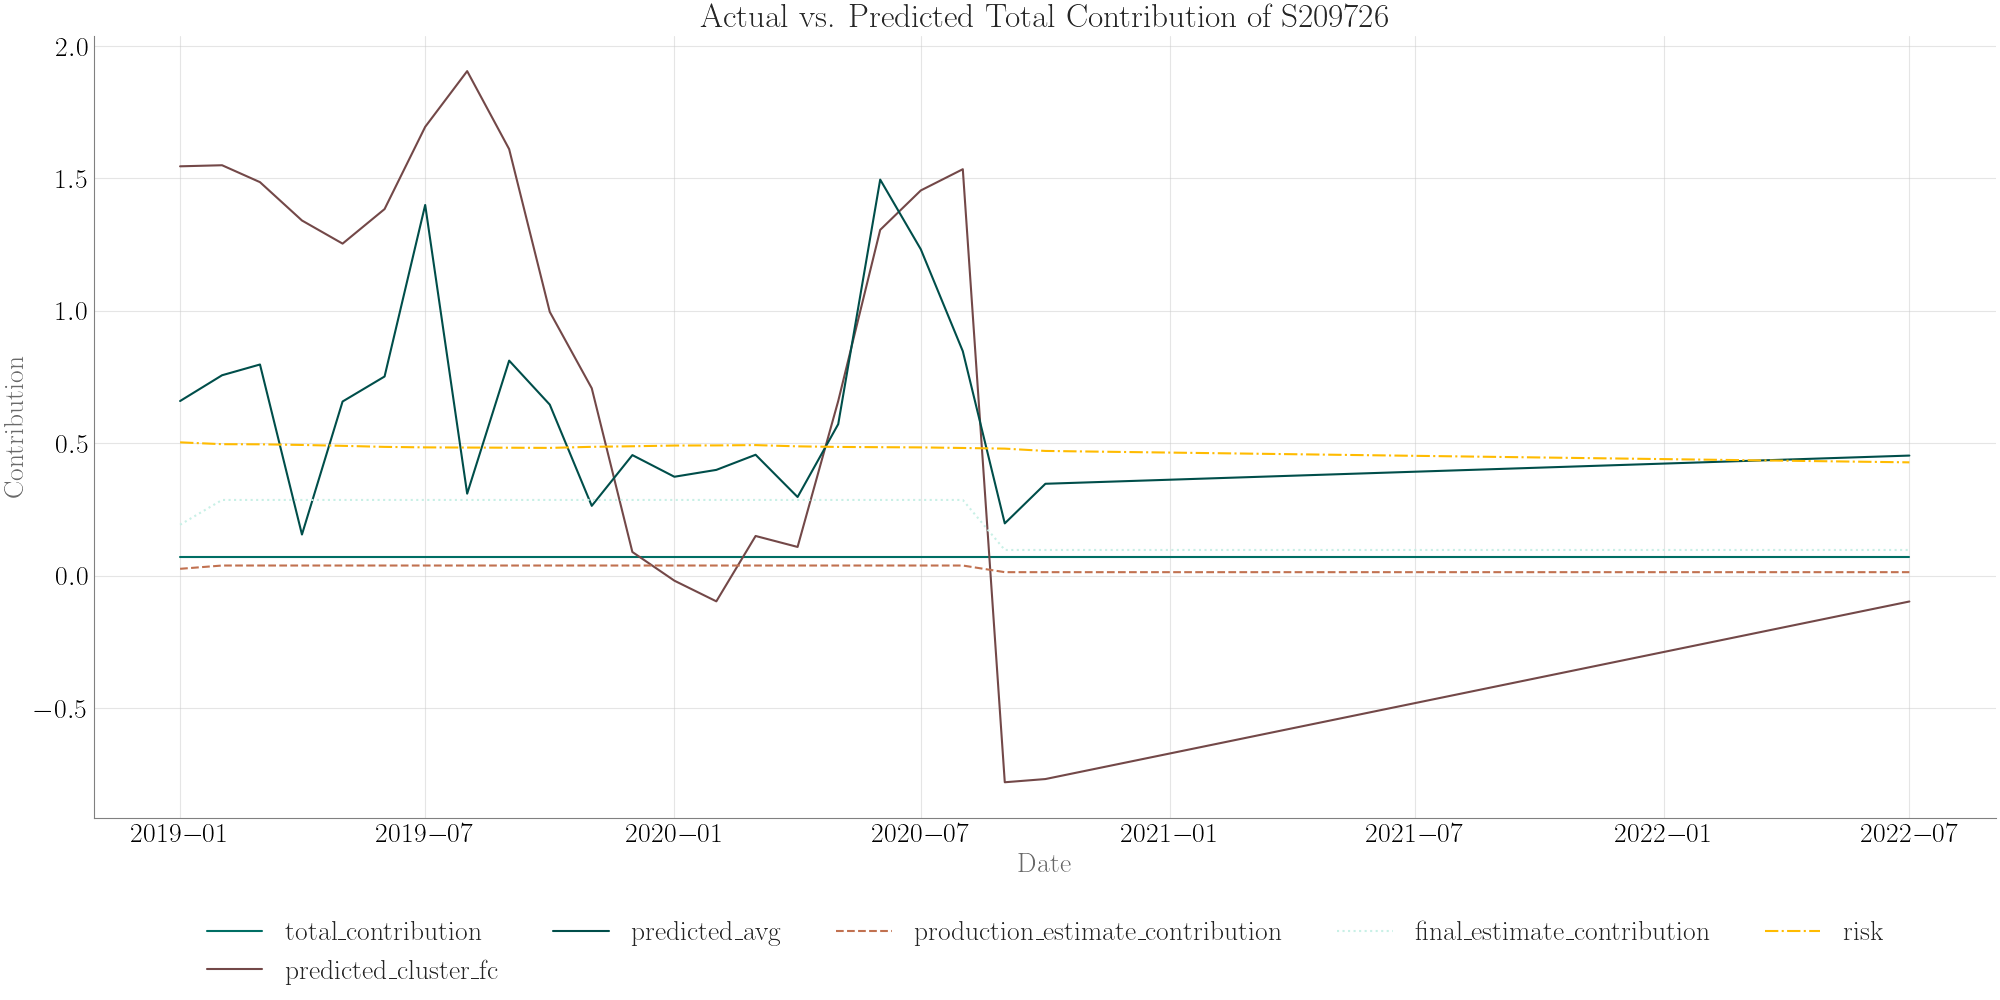 Actual vs. Predicted Total Contribution of S209726
2.0
1.5
1.0
0.5
0.0
−0.5
Contribution
2019−01 2019−07 2020−01 2020−07 2021−01 2021−07 2022−01 2022−07
Date
total_contribution predicted_avg production_estimate_contribution final_estimate_contribution risk
predicted_cluster_fc